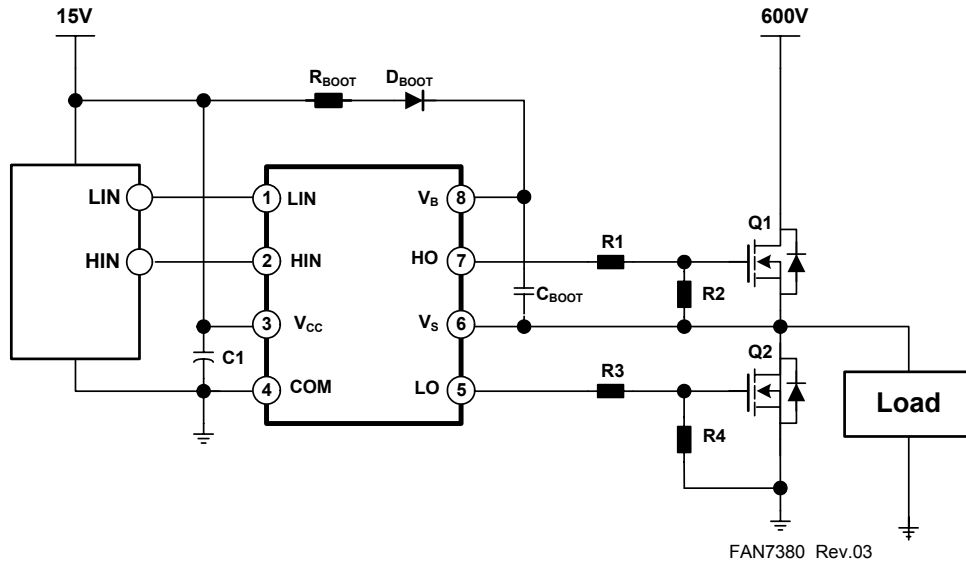 15V
600V
RBOOT
DBOOT
LIN
HIN
1
LIN
2
HIN
3
VCC
4
COM
C1
VB
8
HO
7
VS
6
LO
5
CBOOT
R1
R2
R3
R4
Q1
Q2
Load
FAN7380 Rev.03